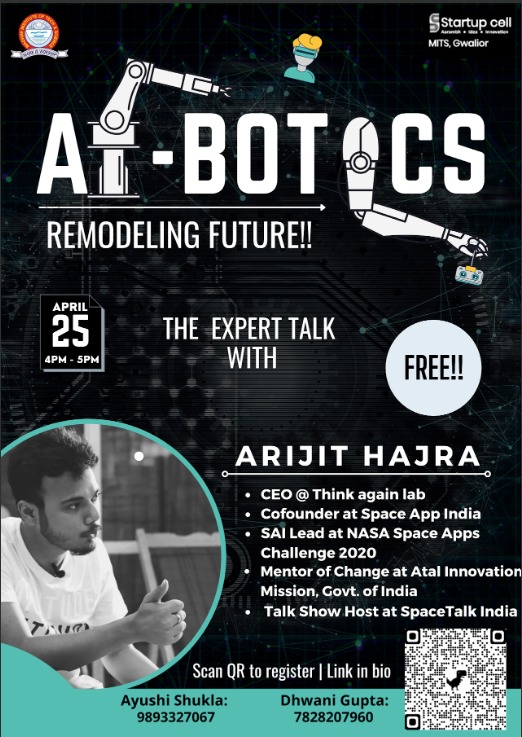 Startup cell
Aavansh • Idea • Innovation
MITS, Gwalior
AI-BOTICS
REMODELING FUTURE!!
APRIL
25
4PM - 5PM
THE EXPERT TALK
WITH
FREE!!
ARIJIT HAJRA
• CEO @ Think again lab
• Cofounder at Space App India
• SAI Lead at NASA Space Apps
Challenge 2020
• Mentor of Change at Atal Innovation
Mission, Govt. of India
• Talk Show Host at SpaceTalk India
Scan QR to register | Link in bio
Ayushi Shukla:
9893327067
Dhwani Gupta:
7828207960